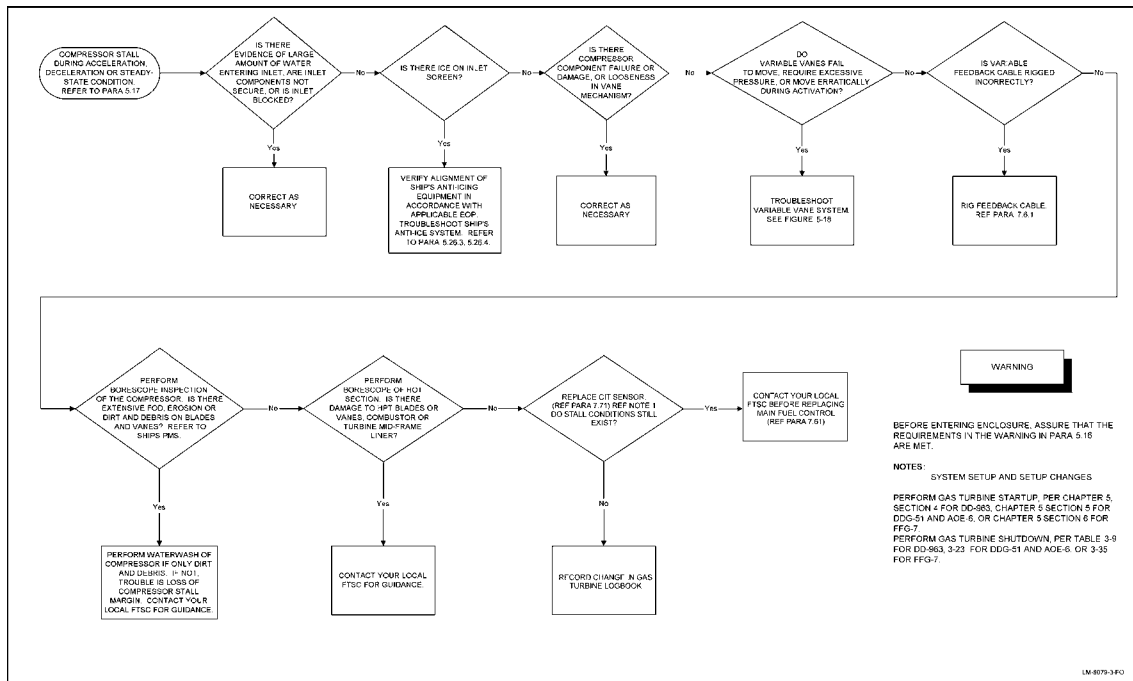 COMPRESSOR STALL
DURING ACCELERATION,
DECELERATION OR STEADY-
STATE CONDITION.
REFER TO PARA 5.17
IS THERE
EVIDENCE OF LARGE
AMOUNT OF WATER
ENTERING INLET, ARE INLET
COMPONENTS NOT
SECURE, OR IS INLET
BLOCKED?
No
IS THERE ICE ON INLET
SCREEN?
No
IS THERE
COMPRESSOR
COMPONENT FAILURE OR
DAMAGE, OR LOOSENESS
IN VANE
MECHANISM?
No
DO
VARIABLE VANES FAIL
TO MOVE, REQUIRE EXCESSIVE
PRESSURE, OR MOVE ERRATICALLY
DURING ACTIVATION?
No
IS VARIABLE
FEEDBACK CABLE RIGGED
INCORRECTLY?
No
Yes
Yes
Yes
Yes
Yes
CORRECT AS
NECESSARY
VERIFY ALIGNMENT OF
SHIP'S ANTI-ICING
EQUIPMENT IN
ACCORDANCE WITH
APPLICABLE EOP.
TROUBLESHOOT SHIP'S
ANTI-ICE SYSTEM. REFER
TO PARA 5.26.3, 5.26.4.
CORRECT AS
NECESSARY
TROUBLESHOOT
VARIABLE VANE SYSTEM.
SEE FIGURE 5-18
RIG FEEDBACK CABLE.
REF PARA 7.6.1
PERFORM
BORESCOPE INSPECTION
OF THE COMPRESSOR. IS THERE
EXTENSIVE FOD, EROSION OR
DIRT AND DEBRIS ON BLADES
AND VANES? REFER TO
SHIPS PMS.
No
PERFORM
BORESCOPE OF HOT
SECTION. IS THERE
DAMAGE TO HPT BLADES OR
VANES, COMBUSTOR OR
TURBINE MID-FRAME
LINER?
No
REPLACE CIT SENSOR.
(REF PARA 7.71) REF NOTE 1
DO STALL CONDITIONS STILL
EXIST?
Yes
CONTACT YOUR LOCAL
FTSC BEFORE REPLACING
MAIN FUEL CONTROL
(REF PARA 7.61)
Yes
Yes
No
PERFORM WATERWASH OF
COMPRESSOR IF ONLY DIRT
AND DEBRIS. IF NOT,
TROUBLE IS LOSS OF
COMPRESSOR STALL
MARGIN. CONTACT YOUR
LOCAL FTSC FOR GUIDANCE.
CONTACT YOUR LOCAL
FTSC FOR GUIDANCE.
RECORD CHANGE IN GAS
TURBINE LOGBOOK
WARNING
BEFORE ENTERING ENCLOSURE, ASSURE THAT THE
REQUIREMENTS IN THE WARNING IN PARA 5.16
ARE MET.
NOTES:
SYSTEM SETUP AND SETUP CHANGES
PERFORM GAS TURBINE STARTUP, PER CHAPTER 5,
SECTION 4 FOR DD-963, CHAPTER 5 SECTION 5 FOR
DDG-51 AND AOE-6, OR CHAPTER 5 SECTION 6 FOR
FFG-7.
PERFORM GAS TURBINE SHUTDOWN, PER TABLE 3-9
FOR DD-963, 3-23 FOR DDG-51 AND AOE-6, OR 3-35
FOR FFG-7.
LM-8079-3-FO